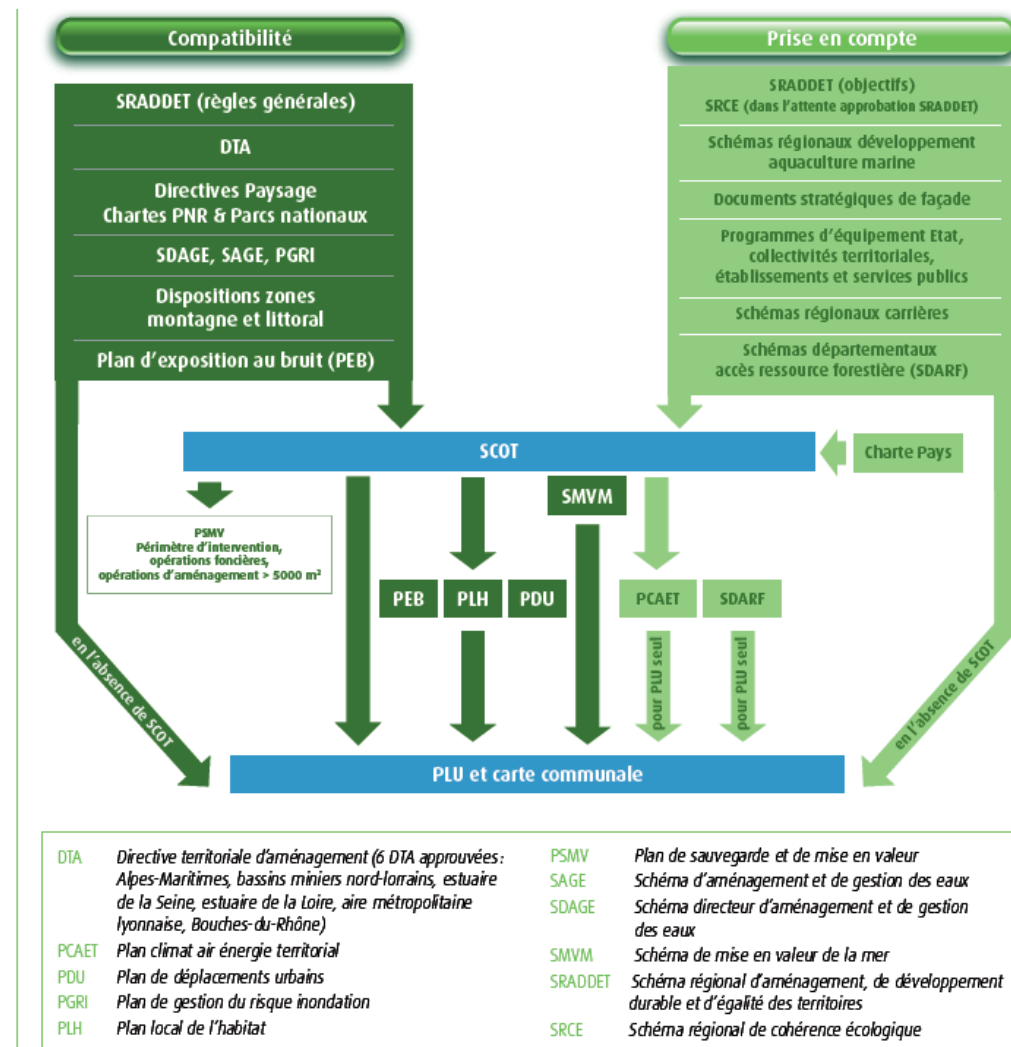 Compatibilité
SRADDET (règles générales)
DTA
Directives Paysage
Chartes PNR & Parcs nationaux
SDAGE, SAGE, PGRI
Dispositions zones
montagne et littoral
Plan d'exposition au bruit (PEB)
Prise en compte
SRADDET (objectifs)
SRCE (dans l'attente approbation SRADDET)
Schémas régionaux développement
aquaculture marine
Documents stratégiques de façade
Programmes d'équipement Etat,
collectivités territoriales,
établissements et services publics
Schémas régionaux carrières
Schémas départementaux
accès ressource forestière (SDARF)
SCOT
Charte Pays
PSMV
Périmètre d'intervention,
opérations foncières,
opérations d'aménagement > 5000 m²
SMVM
PEB
PLH
PDU
PCAET
SDARF
pour PLU seul
pour PLU seul
en l'absence de SCOT
en l'absence de SCOT
PLU et carte communale
DTA Directive territoriale d'aménagement (6 DTA approuvées :
Alpes-Maritimes, bassins miniers nord-lorrains, estuaire
de la Seine, estuaire de la Loire, aire métropolitaine
lyonnaise, Bouches-du-Rhône)
PCAET Plan climat air énergie territorial
PDU Plan de déplacements urbains
PGRI Plan de gestion du risque inondation
PLH Plan local de l'habitat
PSMV Plan de sauvegarde et de mise en valeur
SAGE Schéma d'aménagement et de gestion des eaux
SDAGE Schéma directeur d'aménagement et de gestion
des eaux
SMVM Schéma de mise en valeur de la mer
SRADDET Schéma régional d'aménagement, de développement
durable et d'égalité des territoires
SRCE Schéma régional de cohérence écologique